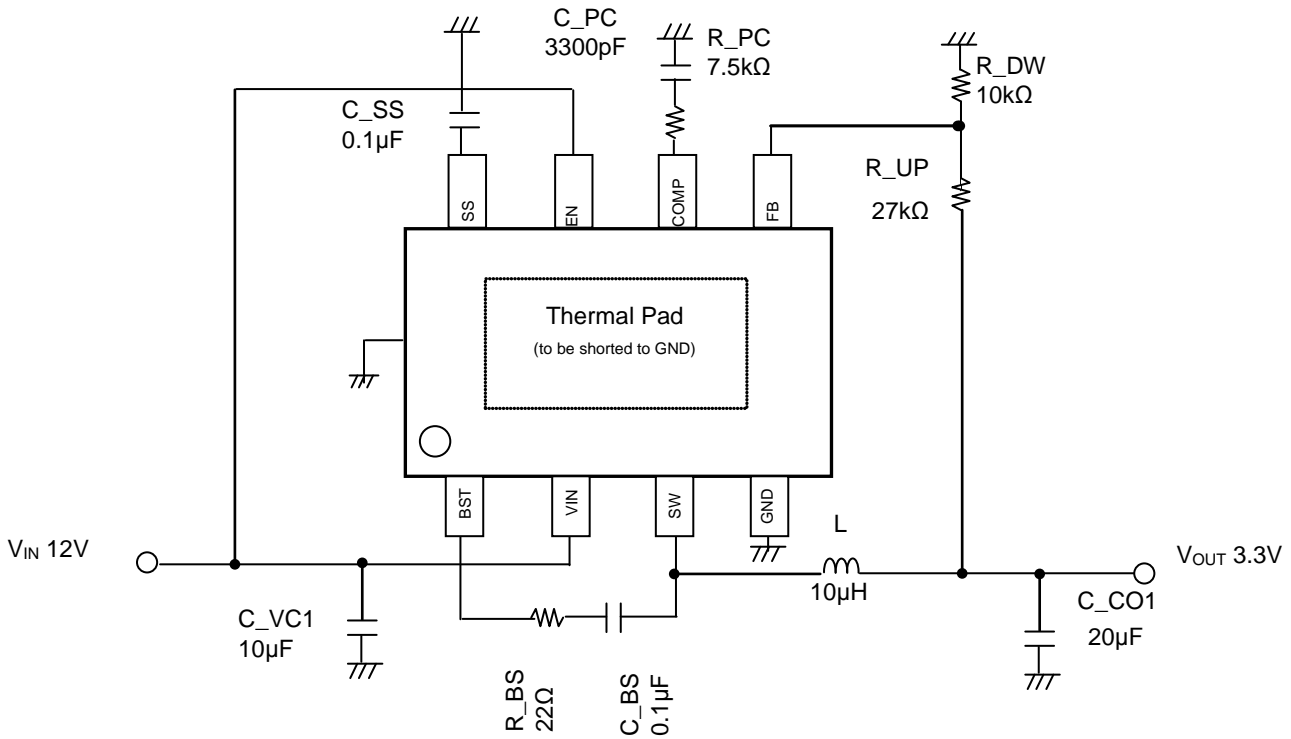 C_PC
3300pF
R_PC
7.5kΩ
R_DW
10kΩ
C_SS
0.1µF
R_UP
27kΩ
SS
EN
COMP
FB
Thermal Pad
(to be shorted to GND)
BST
VIN
SW
GND
V_IN 12V
L
10µH
V_OUT 3.3V
C_VC1
10µF
C_CO1
20µF
R_BS
22Ω
C_BS
0.1µF